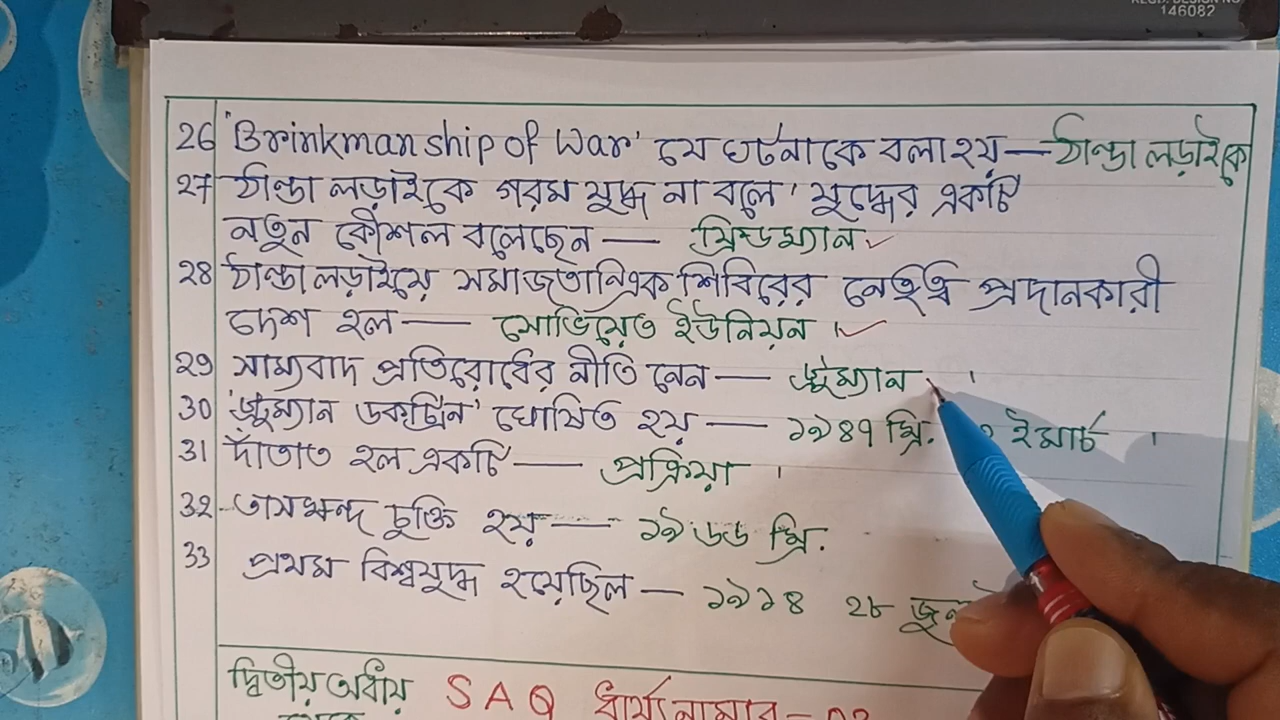 146082
26 "Brinkmanship of War' যে ঘটনাকে বলা হয় — ঠান্ডা লড়াইকে
27 ঠান্ডা লড়াইকে গরম যুদ্ধ না বলে 'যুদ্ধের একটি
নতুন কৌশল বলেছেন — ফ্রিডম্যান
28 ঠান্ডা লড়াইয়ে সমাজতান্ত্রিক শিবিরের নেতৃত্ব প্রদানকারী
দেশ হল — সোভিয়েত ইউনিয়ন ।
29 সাম্যবাদ প্রতিরোধের নীতি নেন — ট্রুম্যান ।
30 'ট্রুম্যান ডকট্রিন' ঘোষিত হয় — ১৯৪৭ খ্রি. ই মার্চ ।
31 দাঁতাত হল একটি — প্রক্রিয়া ।
32 তাসখন্দ চুক্তি হয় — ১৯৬৬ খ্রি.
33 প্রথম বিশ্বযুদ্ধ হয়েছিল — ১৯১৪ ২৮
দ্বিতীয় অধ্যায় SAQ
থেকে